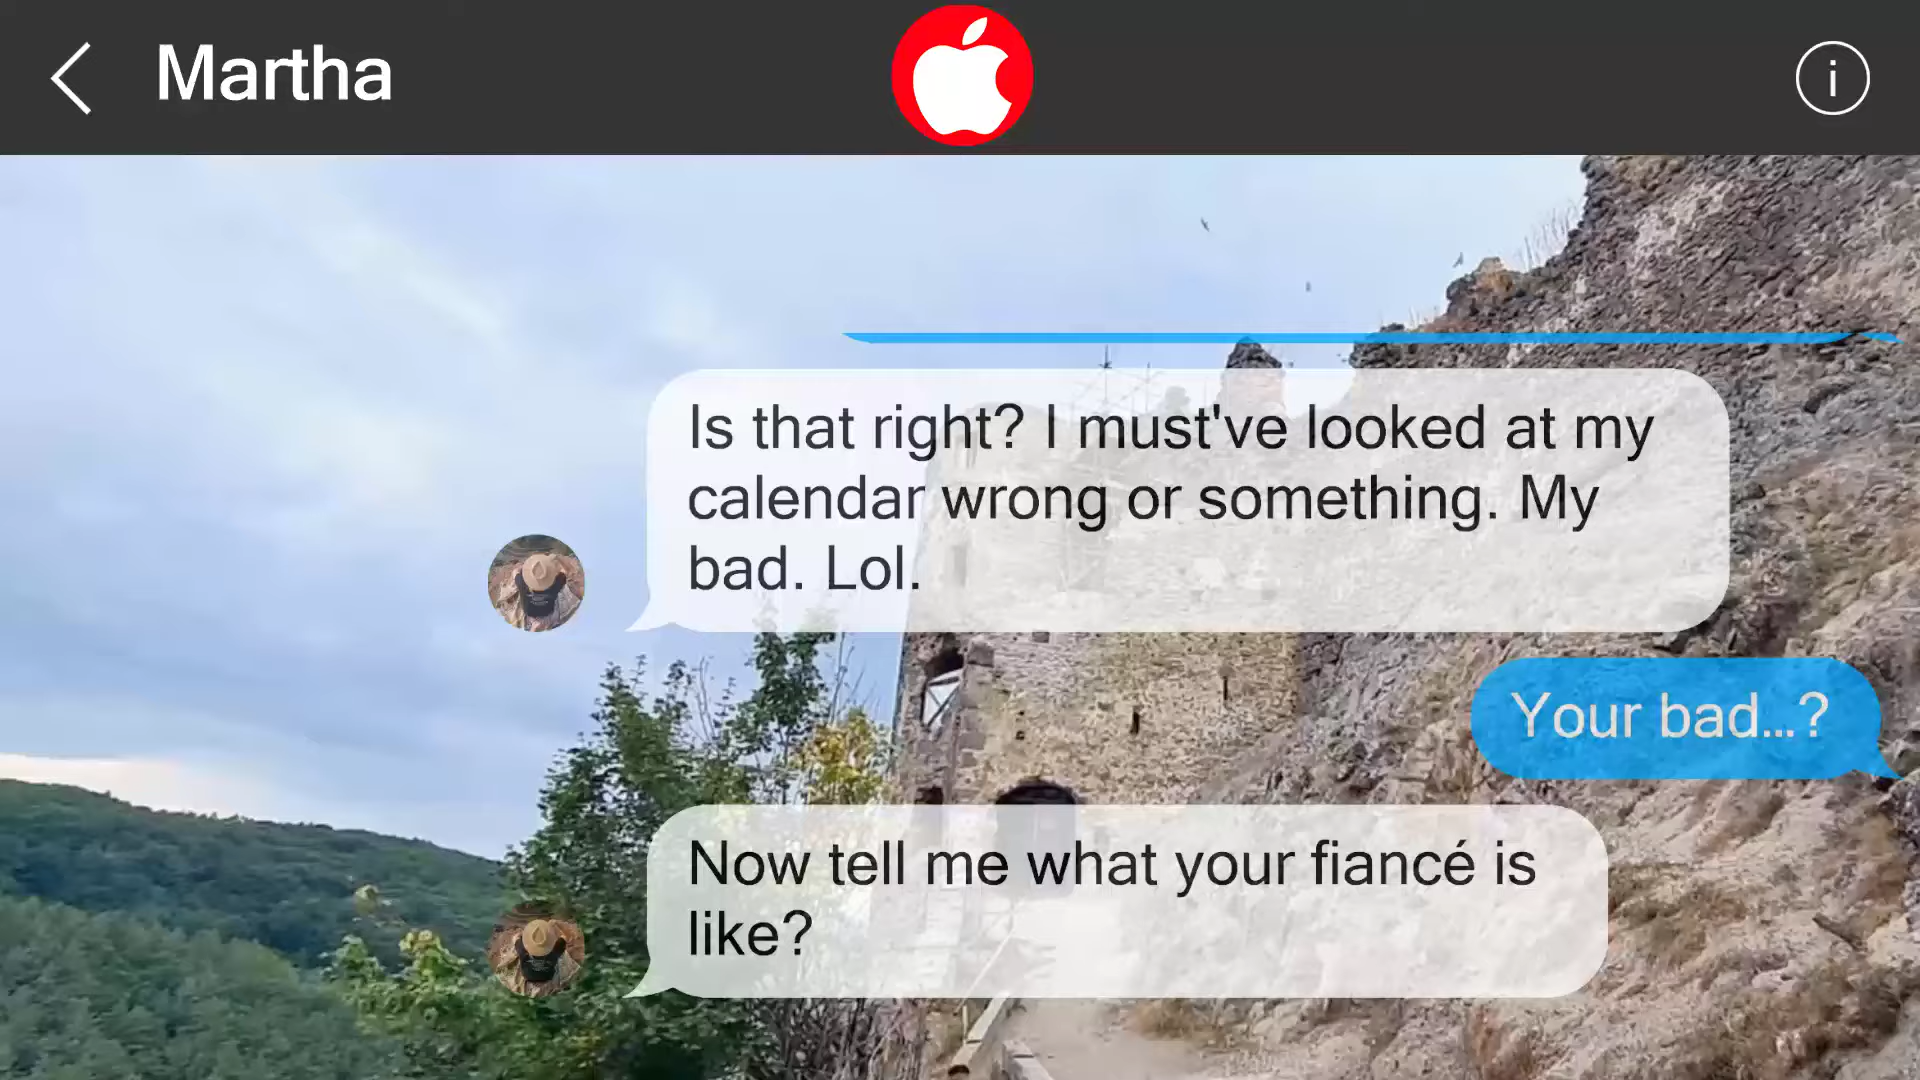 Martha
i
Is that right? I must've looked at my
calendar wrong or something. My
bad. Lol.
Your bad...?
Now tell me what your fiancé is
like?